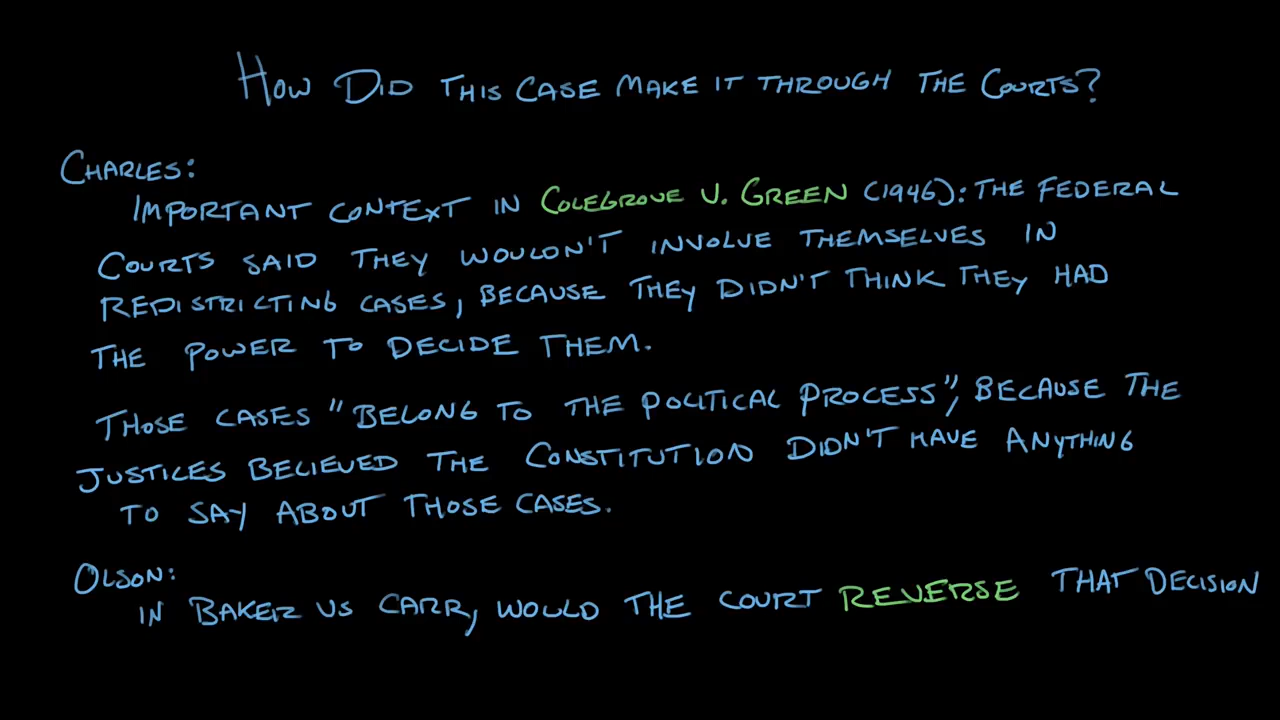 How Did This Case Make It Through The Courts?
Charles:
Important Context in Colegrove v. Green (1946): The Federal
Courts said they wouldn't involve themselves in
redistricting cases, because they didn't think they had
the power to decide them.
Those cases "belong to the political process", because the
justices believed the Constitution didn't have anything
to say about those cases.
Olson:
In Baker vs Carr, would the Court reverse that decision